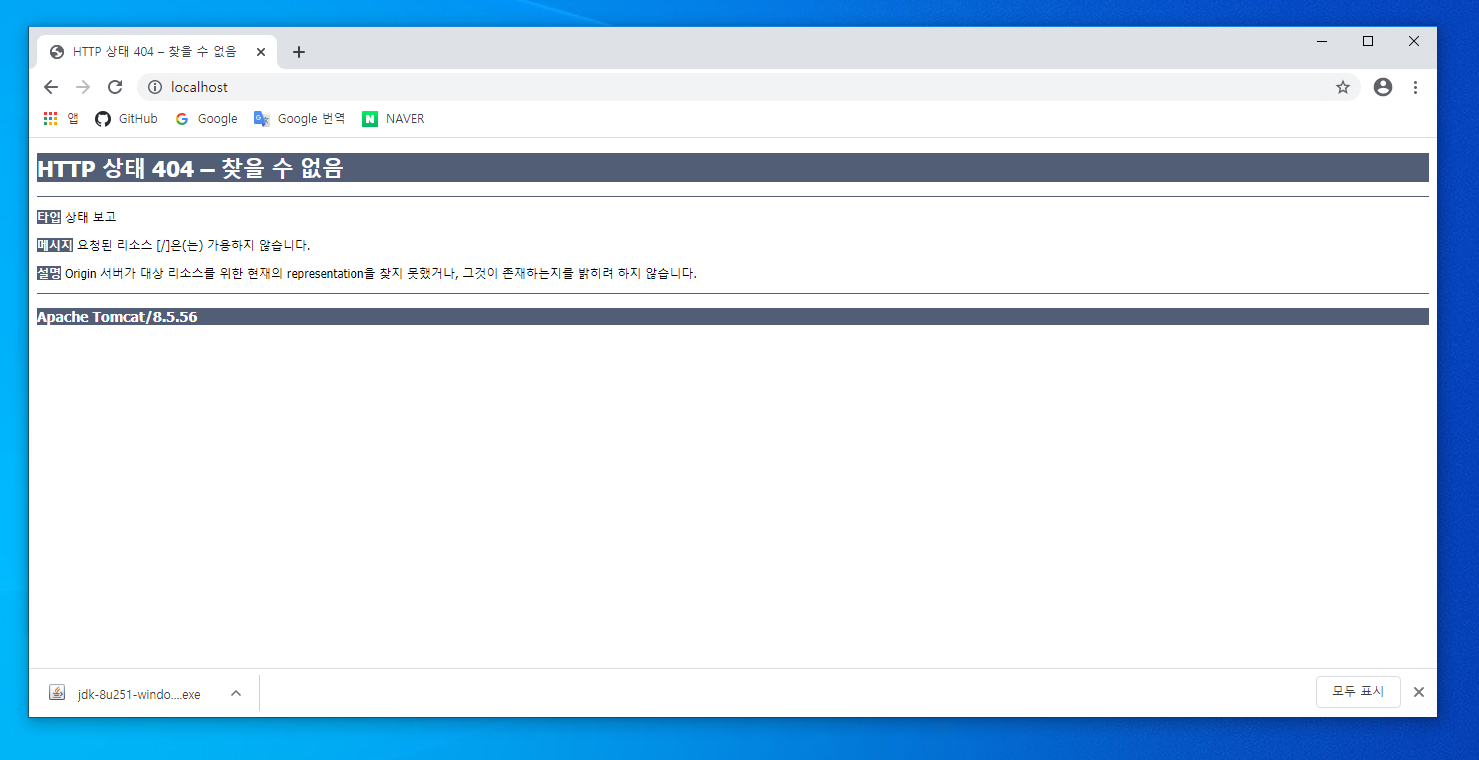 HTTP 상태 404 – 찾을 수 없음
localhost
앱 GitHub Google Google 번역 NAVER
HTTP 상태 404 – 찾을 수 없음
타입 상태 보고
메시지 요청된 리소스 [/]은(는) 가용하지 않습니다.
설명 Origin 서버가 대상 리소스를 위한 현재의 representation을 찾지 못했거나, 그것이 존재하는지를 밝히려 하지 않습니다.
Apache Tomcat/8.5.56
jdk-8u251-windo....exe 모두 표시